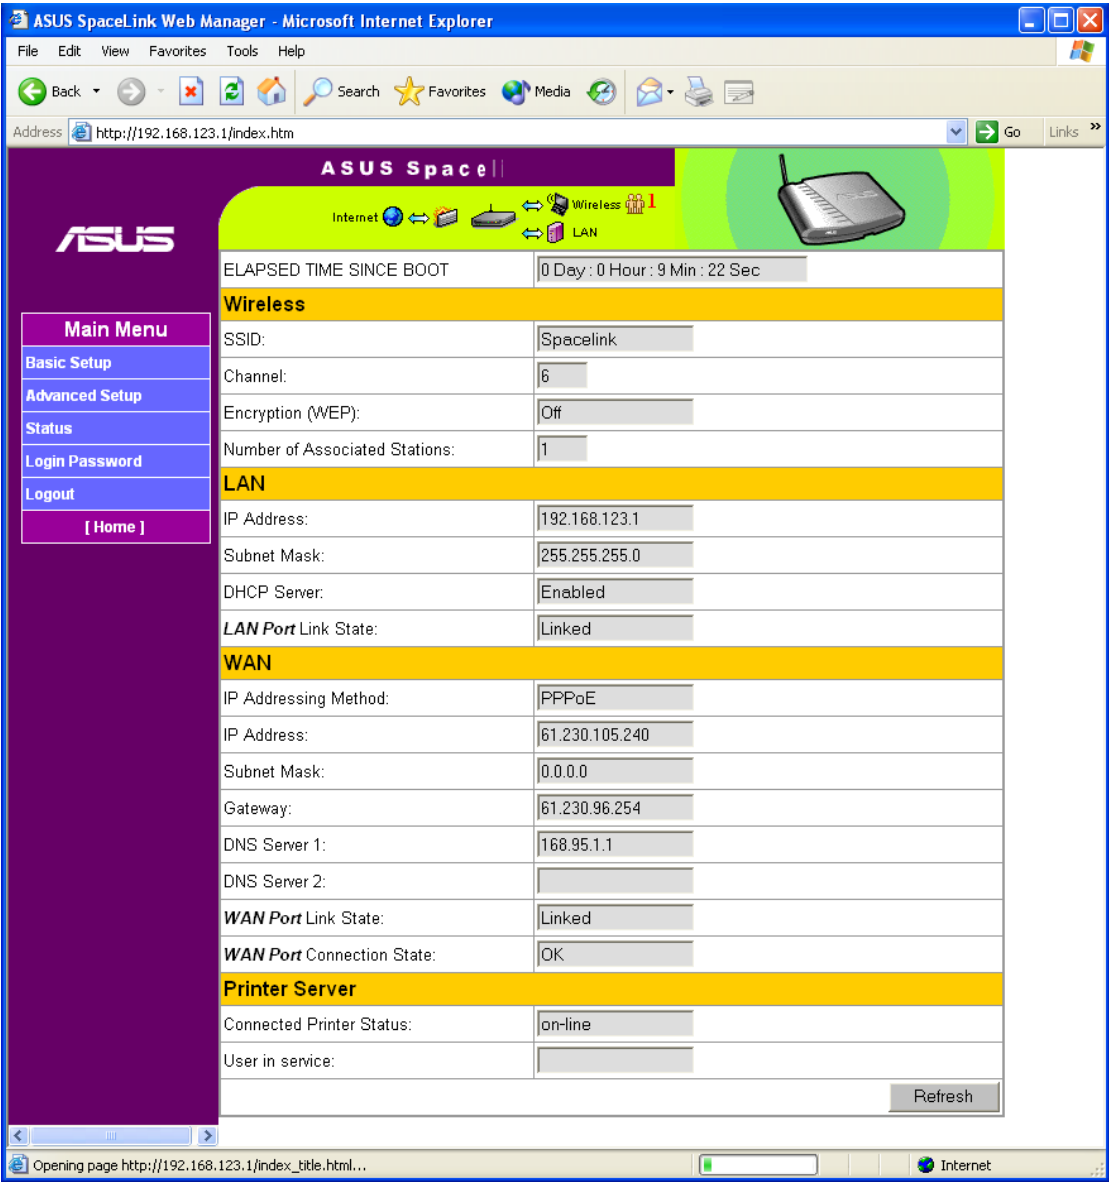 ASUS SpaceLink Web Manager - Microsoft Internet Explorer
File Edit View Favorites Tools Help
Back Search Favorites Media
Address http://192.168.123.1/index.htm Go Links »
ASUS Spacel
Internet Wireless 1
LAN
ASUS
ELAPSED TIME SINCE BOOT 0 Day : 0 Hour : 9 Min : 22 Sec
Main Menu
Basic Setup
Advanced Setup
Status
Login Password
Logout
[ Home ]
Wireless
SSID: Spacelink
Channel: 6
Encryption (WEP): Off
Number of Associated Stations: 1
LAN
IP Address: 192.168.123.1
Subnet Mask: 255.255.255.0
DHCP Server: Enabled
LAN Port Link State: Linked
WAN
IP Addressing Method: PPPoE
IP Address: 61.230.105.240
Subnet Mask: 0.0.0.0
Gateway: 61.230.96.254
DNS Server 1: 168.95.1.1
DNS Server 2:
WAN Port Link State: Linked
WAN Port Connection State: OK
Printer Server
Connected Printer Status: on-line
User in service:
Refresh
Opening page http://192.168.123.1/index_title.html... Internet